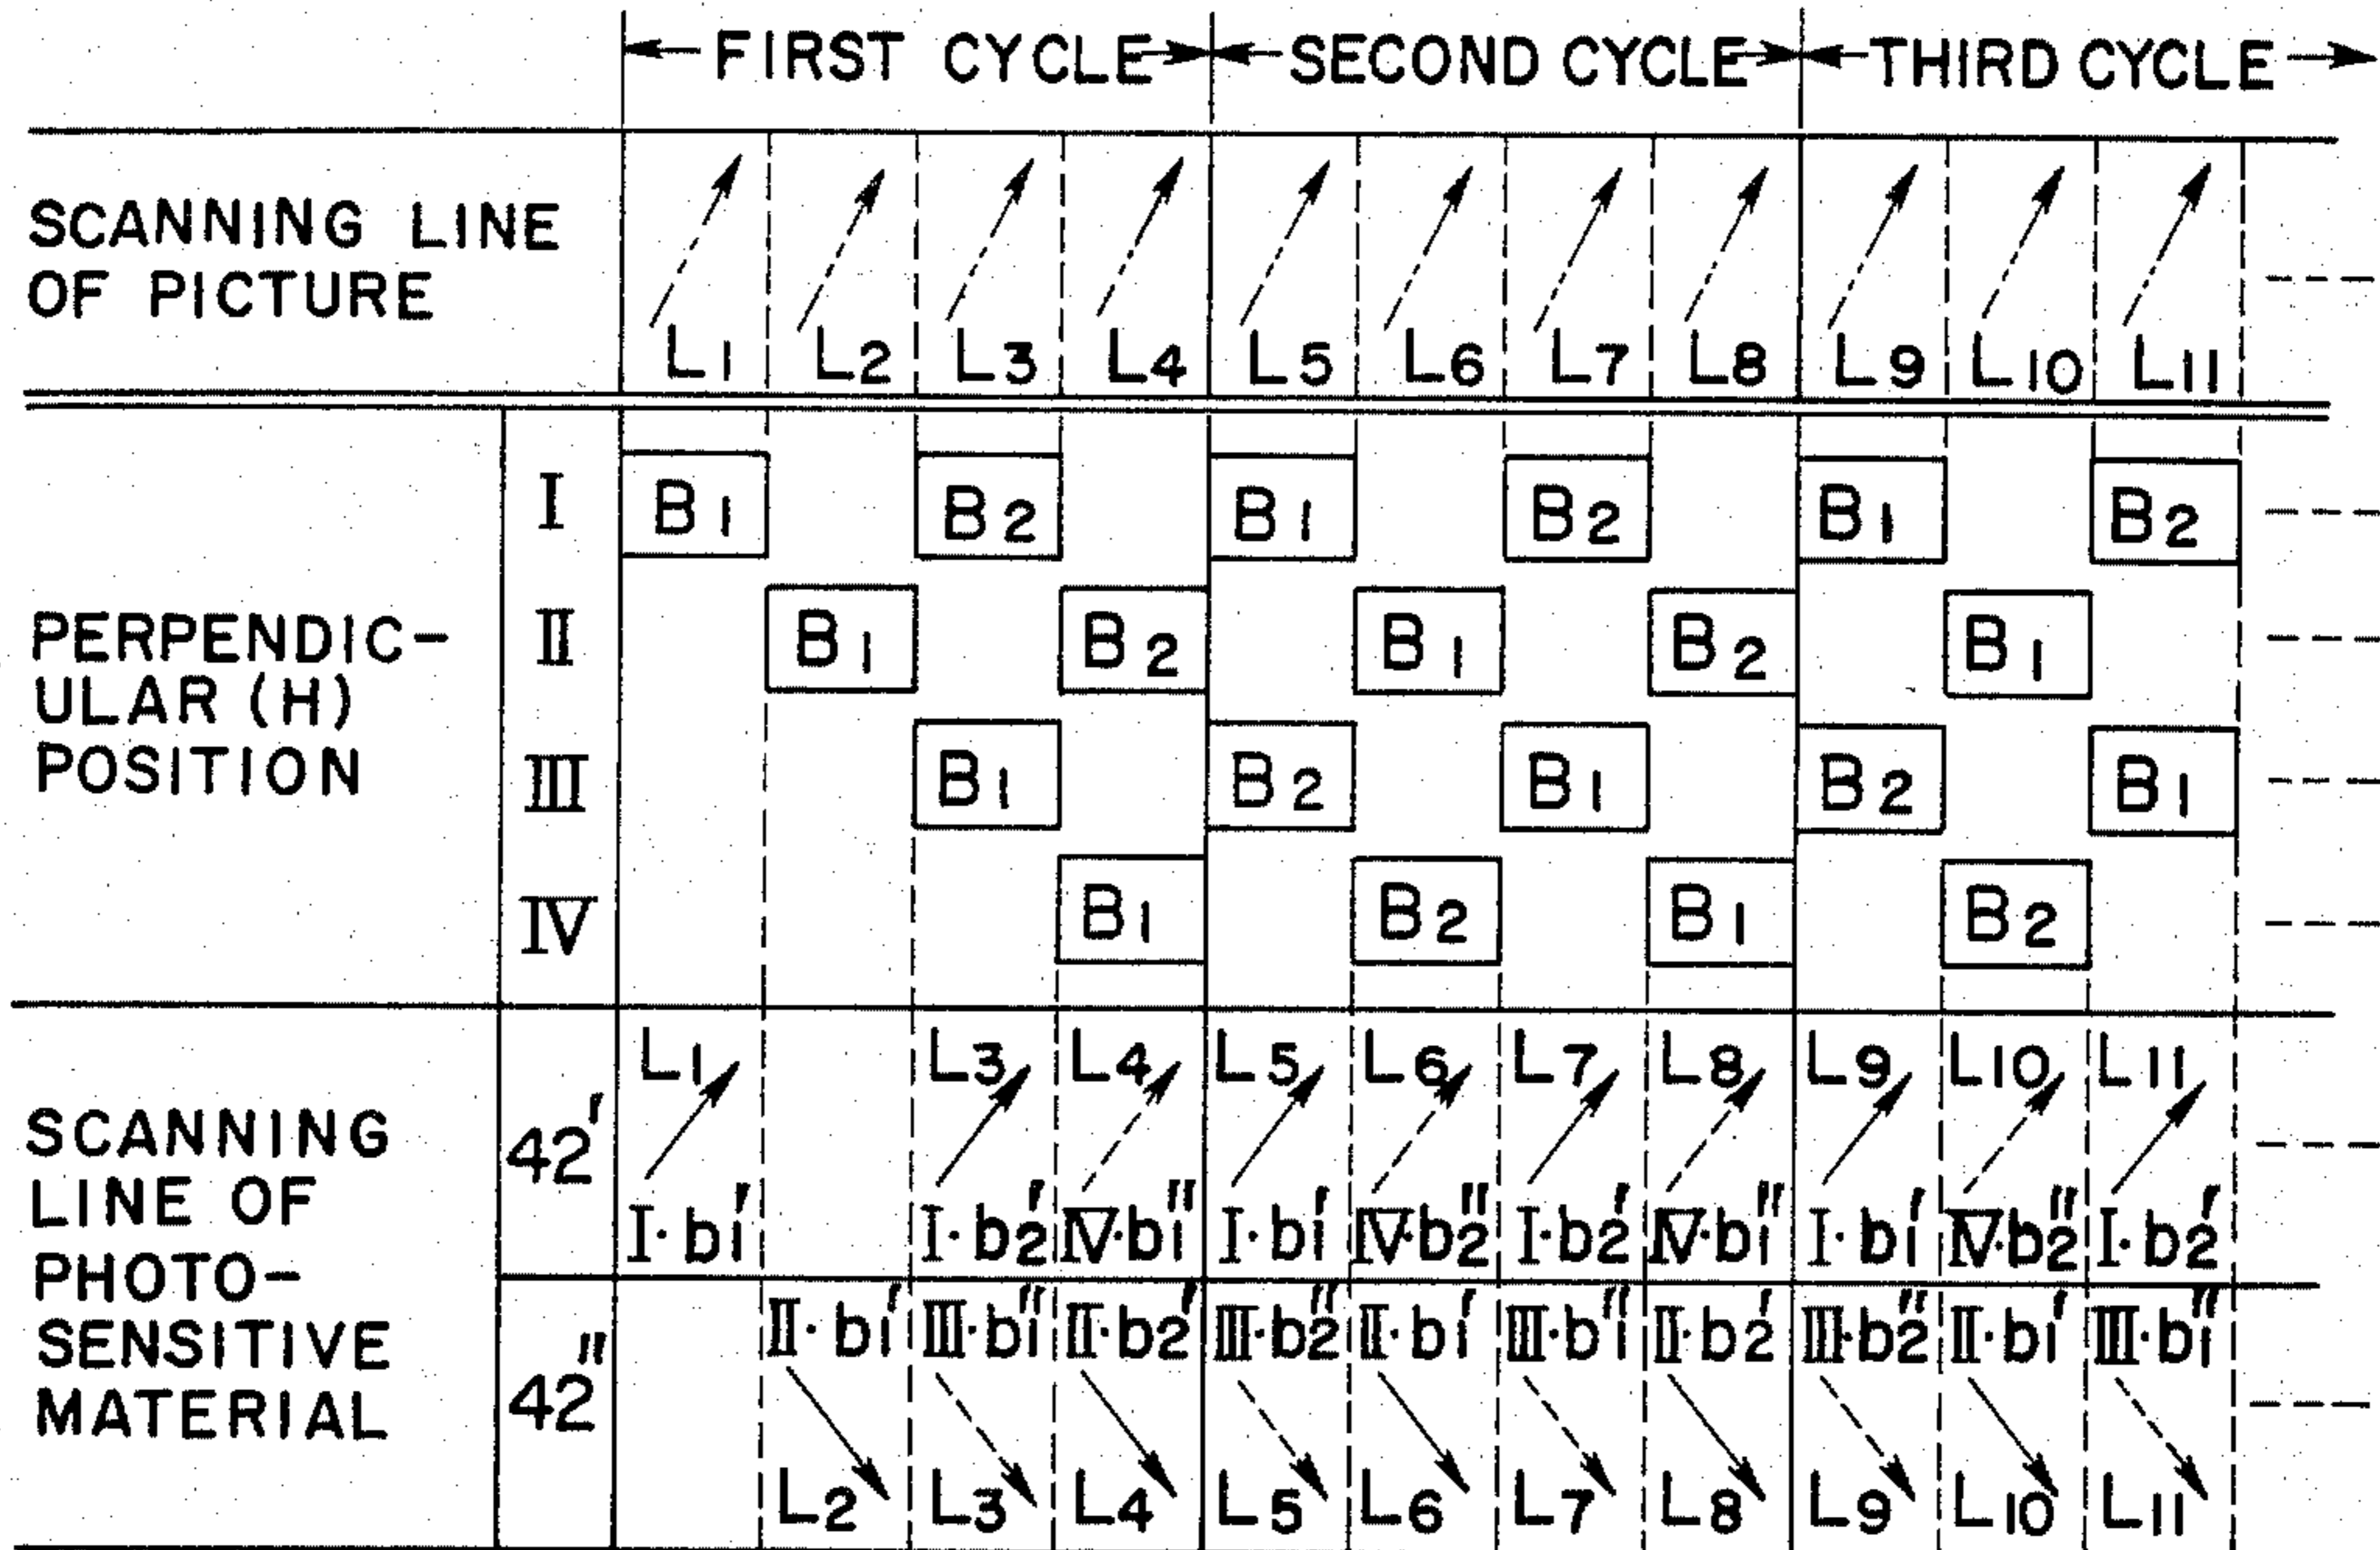 FIRST CYCLE SECOND CYCLE THIRD CYCLE
SCANNING LINE
OF PICTURE
L1 L2 L3 L4 L5 L6 L7 L8 L9 L10 L11
PERPENDIC-
ULAR (H)
POSITION
I B1 B2 B1 B2 B1 B2
II B1 B2 B1 B2 B1
III B1 B2 B1 B2 B1
IV B1 B2 B1 B2
SCANNING
LINE OF
PHOTO-
SENSITIVE
MATERIAL
42'
L1 L3 L4 L5 L6 L7 L8 L9 L10 L11
I·b1' I·b2' IV·b1" I·b1' IV·b2" I·b2' IV·b1" I·b1' IV·b2" I·b2'
42"
II·b1' III·b1" II·b2' III·b2" II·b1' III·b1" II·b2' III·b2" II·b1' III·b1"
L2 L3 L4 L5 L6 L7 L8 L9 L10 L11